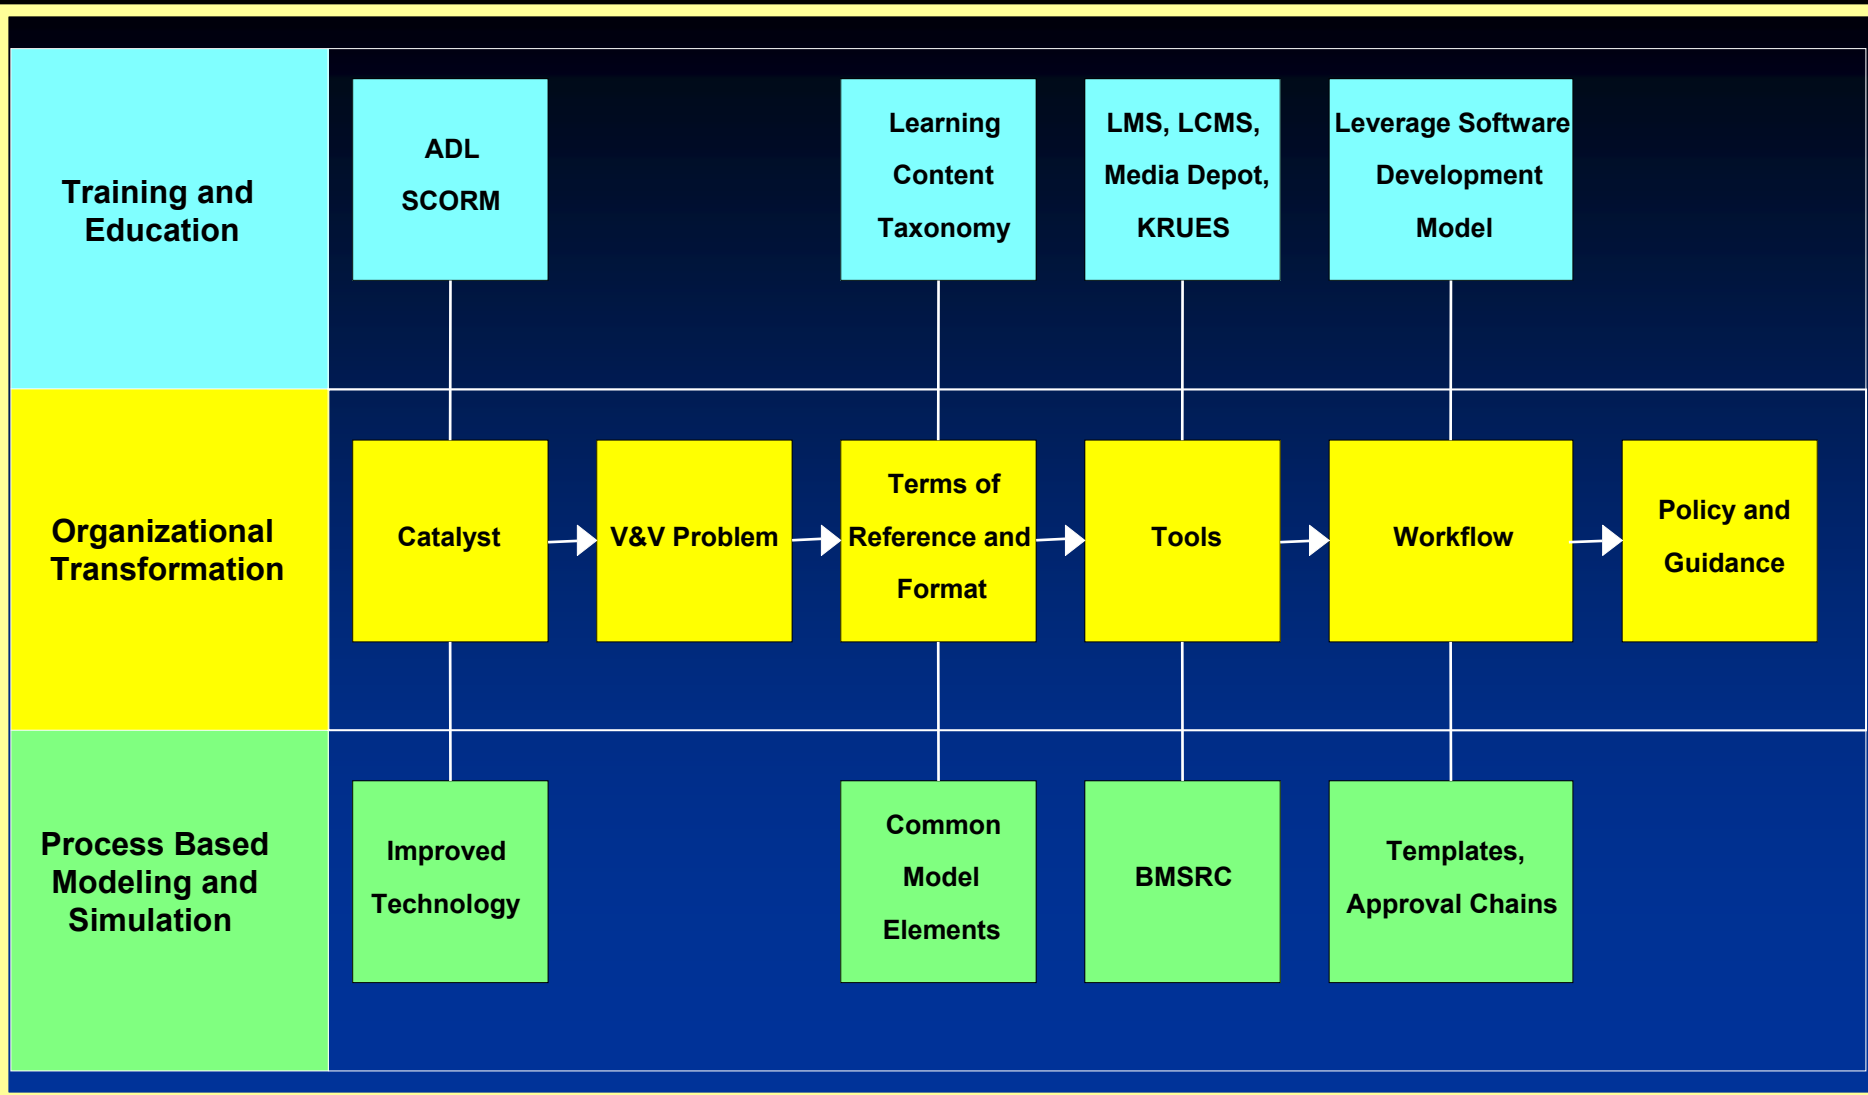 Training and
Education
ADL
SCORM
Learning
Content
Taxonomy
LMS, LCMS,
Media Depot,
KRUES
Leverage Software
Development
Model
Organizational
Transformation
Catalyst
V&V Problem
Terms of
Reference and
Format
Tools
Workflow
Policy and
Guidance
Process Based
Modeling and
Simulation
Improved
Technology
Common
Model
Elements
BMSRC
Templates,
Approval Chains